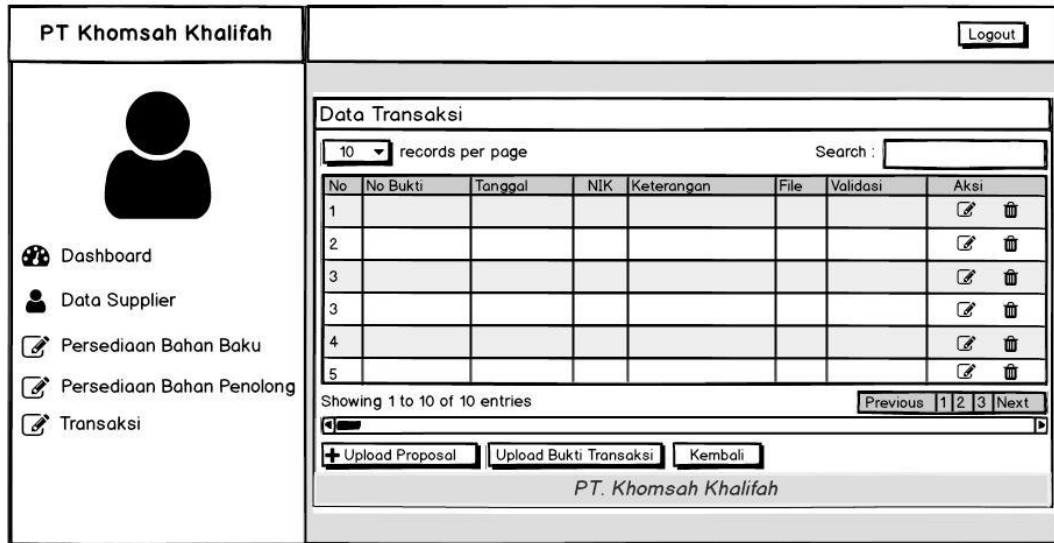 PT Khomsah Khalifah
Logout
Dashboard
Data Supplier
Persediaan Bahan Baku
Persediaan Bahan Penolong
Transaksi
Data Transaksi
10 records per page Search :
No No Bukti Tanggal NIK Keterangan File Validasi Aksi
1
2
3
3
4
5
Showing 1 to 10 of 10 entries Previous 1 2 3 Next
+ Upload Proposal Upload Bukti Transaksi Kembali
PT. Khomsah Khalifah